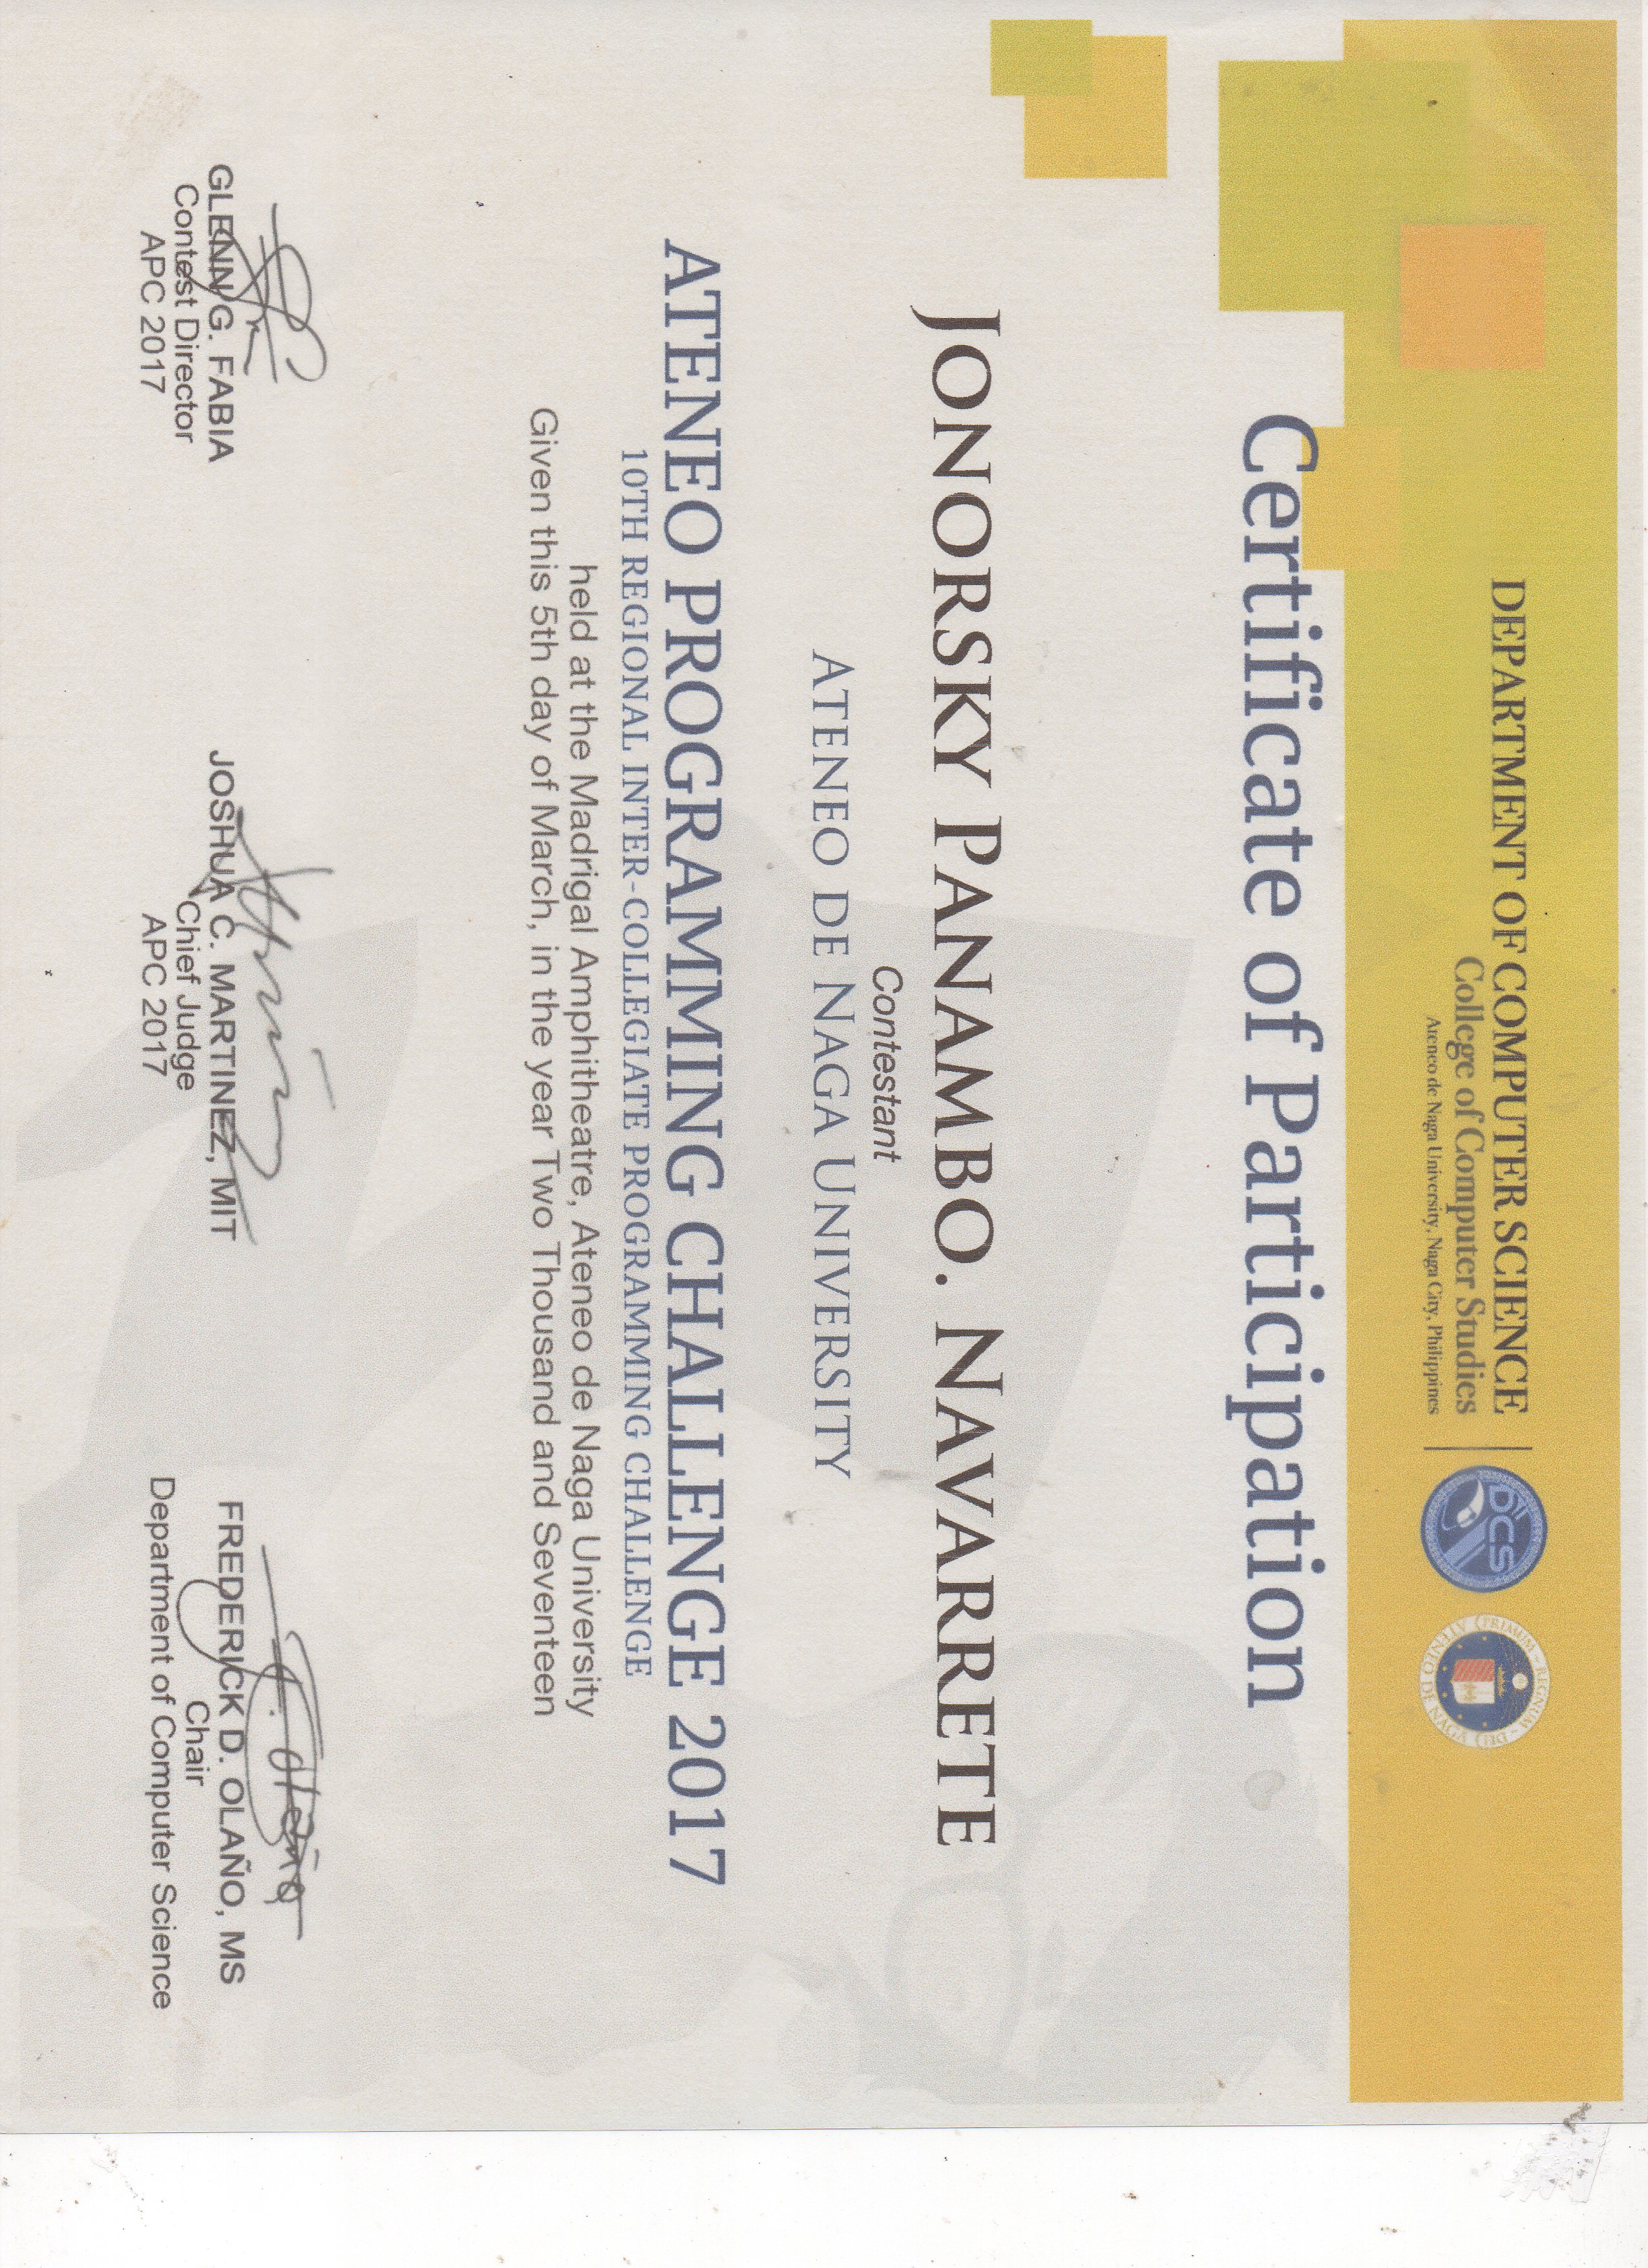 DEPARTMENT OF COMPUTER SCIENCE
College of Computer Studies
Ateneo de Naga University, Naga City, Philippines
DCS
PRIMUM ~ REGNUM ~ DEI
ATENEO DE NAGA
Certificate of Participation
JONORSKY PANAMBO. NAVARRETE
Contestant
ATENEO DE NAGA UNIVERSITY
ATENEO PROGRAMMING CHALLENGE 2017
10TH REGIONAL INTER-COLLEGIATE PROGRAMMING CHALLENGE
held at the Madrigal Amphitheatre, Ateneo de Naga University
Given this 5th day of March, in the year Two Thousand and Seventeen
GLENN G. FABIA
Contest Director
APC 2017
JOSHUA C. MARTINEZ, MIT
Chief Judge
APC 2017
F. Olaño
FREDERICK D. OLAÑO, MS
Chair
Department of Computer Science